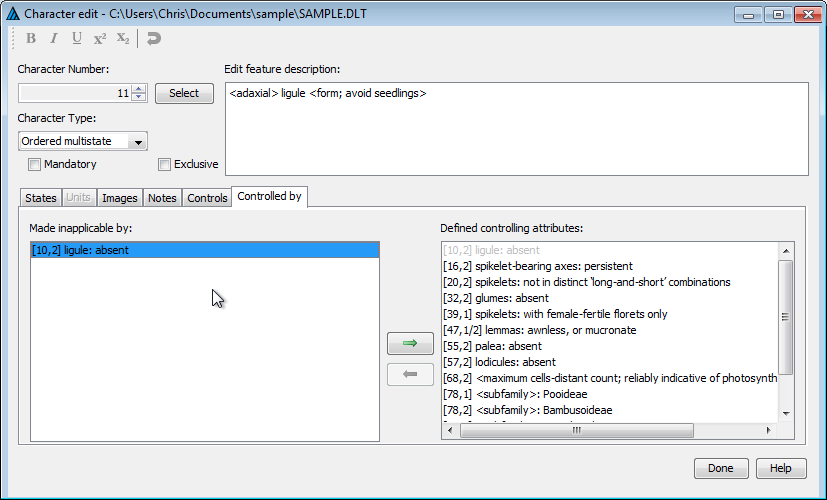 Character edit - C:\Users\Chris\Documents\sample\SAMPLE.DLT
B I U X² X₂
Character Number:
Edit feature description:
11
Select
<adaxial> ligule <form; avoid seedlings>
Character Type:
Ordered multistate
Mandatory
Exclusive
States
Units
Images
Notes
Controls
Controlled by
Made inapplicable by:
Defined controlling attributes:
[10,2] ligule: absent
[10,2] ligule: absent
[16,2] spikelet-bearing axes: persistent
[20,2] spikelets: not in distinct 'long-and-short' combinations
[32,2] glumes: absent
[39,1] spikelets: with female-fertile florets only
[47,1/2] lemmas: awnless, or mucronate
[55,2] palea: absent
[57,2] lodicules: absent
[68,2] <maximum cells-distant count; reliably indicative of photosynth
[78,1] <subfamily>: Pooideae
[78,2] <subfamily>: Bambusoideae
Done
Help